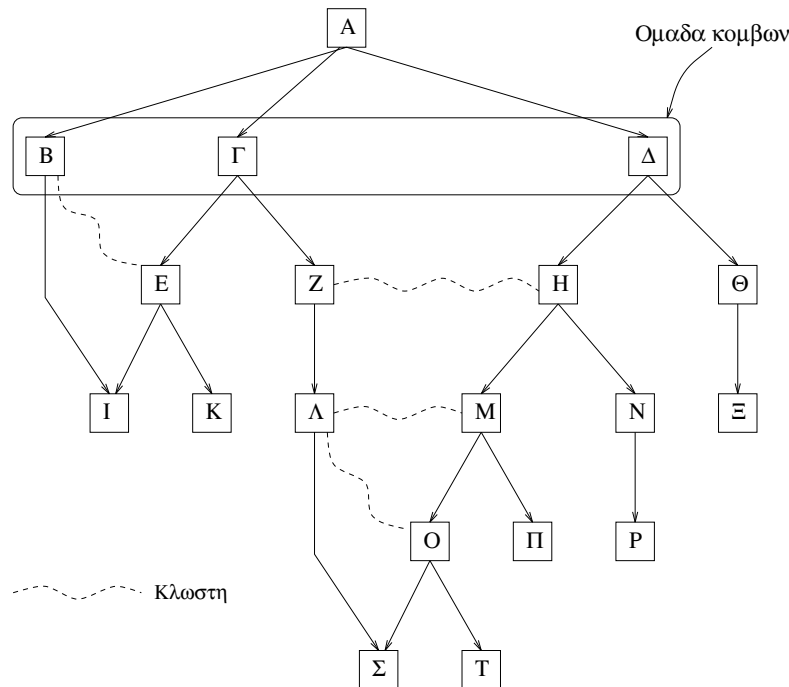 Α
Ομαδα κομβων
Β Γ Δ
Ε Ζ Η Θ
Ι Κ Λ Μ Ν Ξ
Ο Π Ρ
Κλωστη
Σ Τ